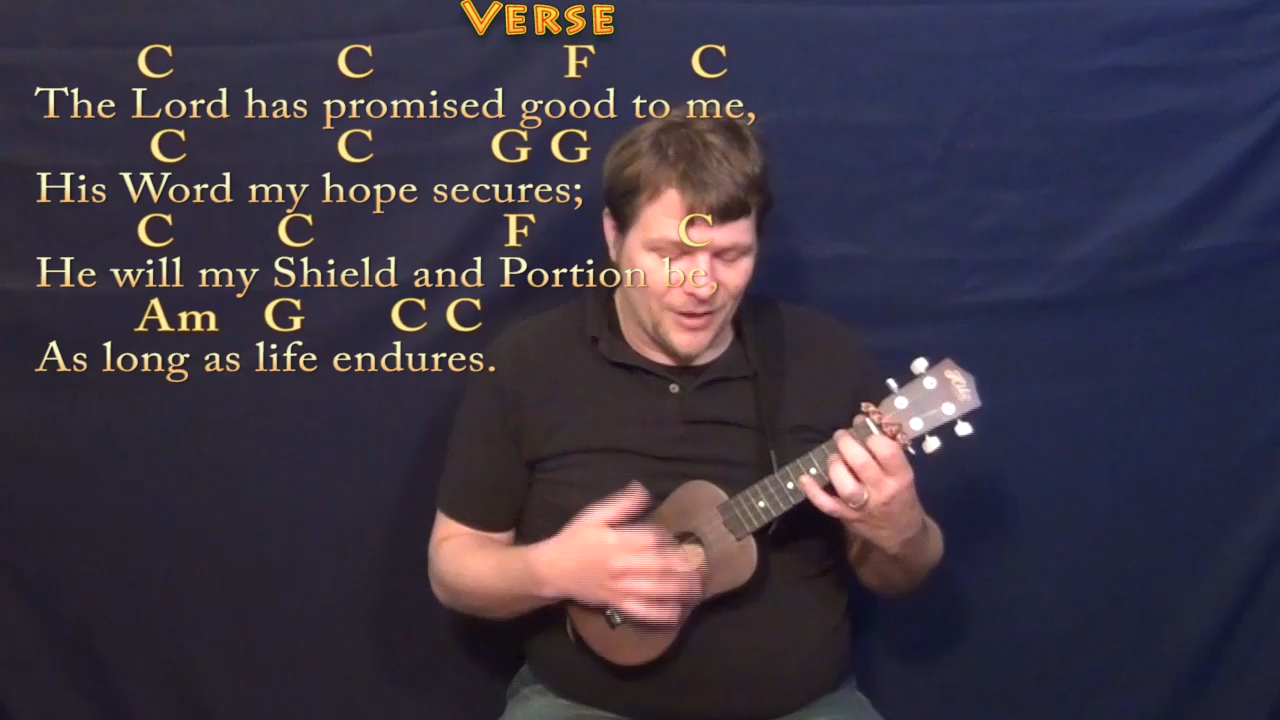 VERSE
C C F C
The Lord has promised good to me,
C C G G
His Word my hope secures;
C C F C
He will my Shield and Portion be,
Am G C C
As long as life endures.